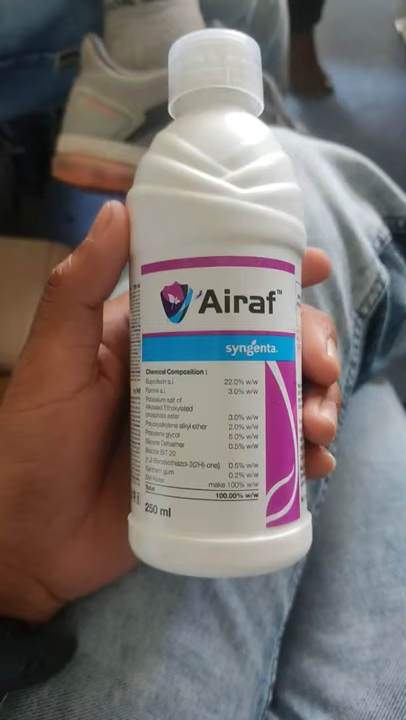 Airaf™
syngenta.
Chemical Composition :
Buprofezin a.i. 22.0% w/w
Fipronil a.i. 3.0% w/w
Potassium salt of
Alkylated Ethoxylated
phosphate ester 3.0% w/w
Polyoxyalkylene alkyl ether 2.0% w/w
Propylene glycol 5.0% w/w
Silicone Defoamer 0.5% w/w
Biocide BIT 20
(1,2-Benzisothiazol-3(2H)-one) 0.5% w/w
Xantham gum 0.2% w/w
DM Water make 100% w/w
Total 100.00% w/w
250 ml